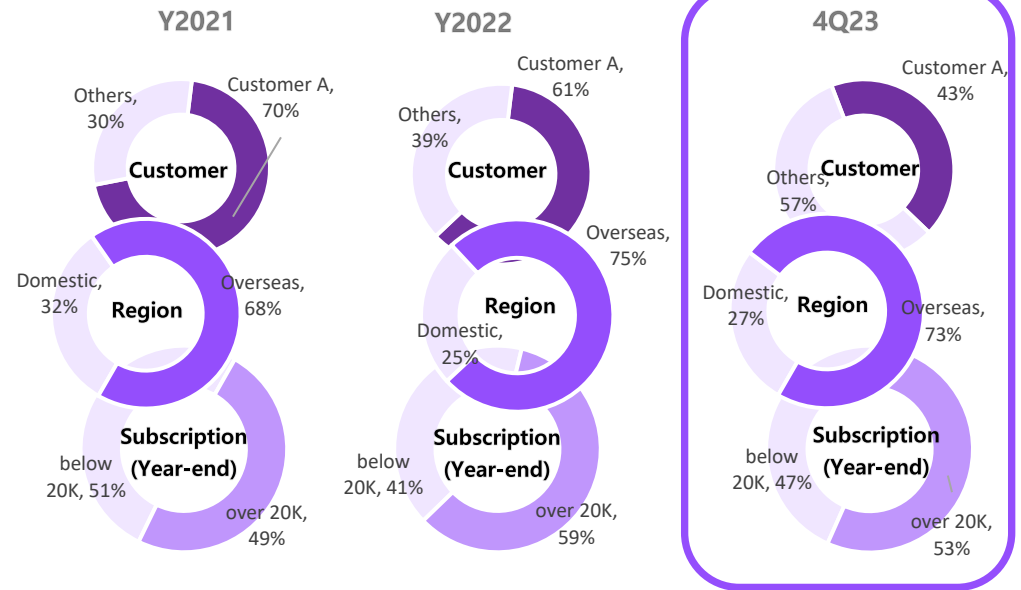 Y2021
Customer A,
70%
Others,
30%
Customer
Domestic,
32%
Region
Overseas,
68%
Subscription
(Year-end)
below
20K, 51%
over 20K,
49%
Y2022
Customer A,
61%
Others,
39%
Customer
Overseas,
75%
Region
Domestic,
25%
Subscription
(Year-end)
below
20K, 41%
over 20K,
59%
4Q23
Customer A,
43%
Customer
Others,
57%
Domestic,
27%
Region
Overseas,
73%
Subscription
(Year-end)
below
20K, 47%
over 20K,
53%